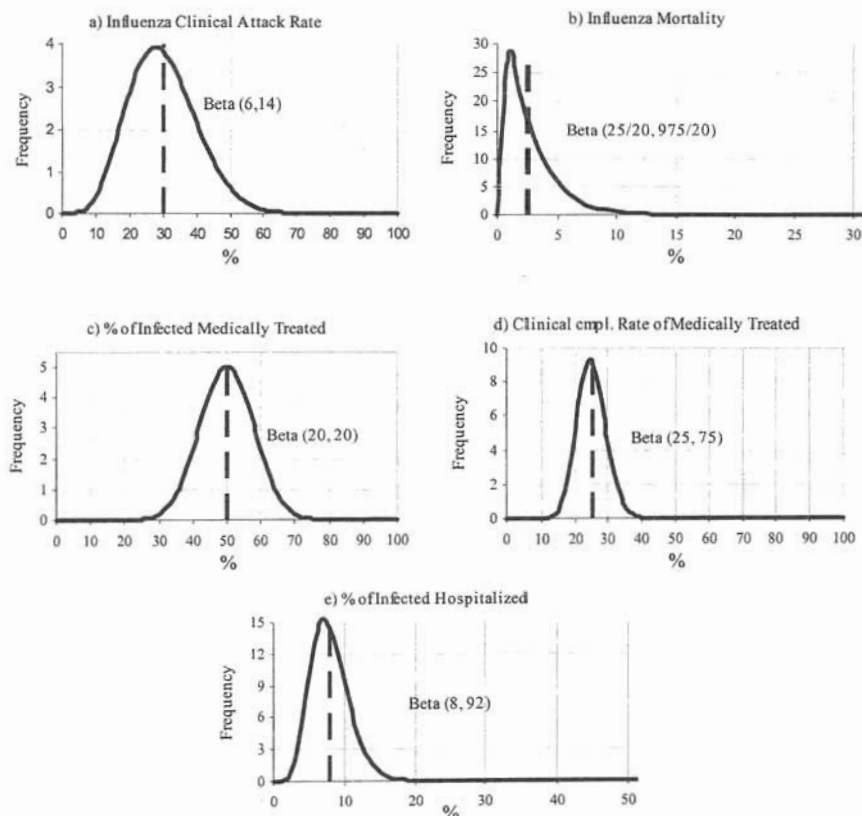 a) Influenza Clinical Attack Rate
4
3
2
1
0
Frequency
Beta (6,14)
0 10 20 30 40 50 60 70 80 90 100
%
b) Influenza Mortality
30
25
20
15
10
5
0
Frequency
Beta (25/20, 975/20)
0 5 10 15 20 25 30
%
c) % of Infected Medically Treated
5
4
3
2
1
0
Frequency
Beta (20, 20)
0 10 20 30 40 50 60 70 80 90 100
%
d) Clinical cmpl. Rate of Medically Treated
10
8
6
4
2
0
Frequency
Beta (25, 75)
0 10 20 30 40 50 60 70 80 90 100
%
e) % of Infected Hospitalized
15
12
9
6
3
0
Frequency
Beta (8, 92)
0 10 20 30 40 50
%